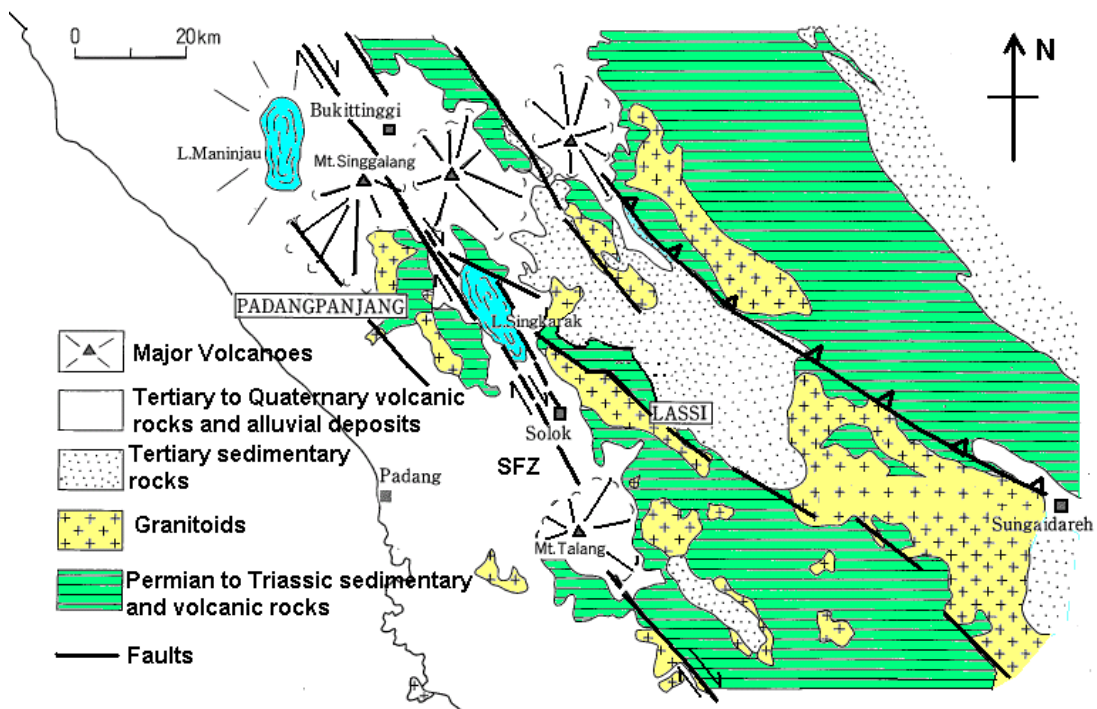 0 20km
N
Bukittinggi
L.Maninjau
Mt.Singgalang
PADANGPANJANG
L.Singkarak
Major Volcanoes
Tertiary to Quaternary volcanic
rocks and alluvial deposits
LASSI
Solok
Tertiary sedimentary
rocks
SFZ
Padang
Granitoids
Sungaidareh
Mt.Talang
Permian to Triassic sedimentary
and volcanic rocks
Faults